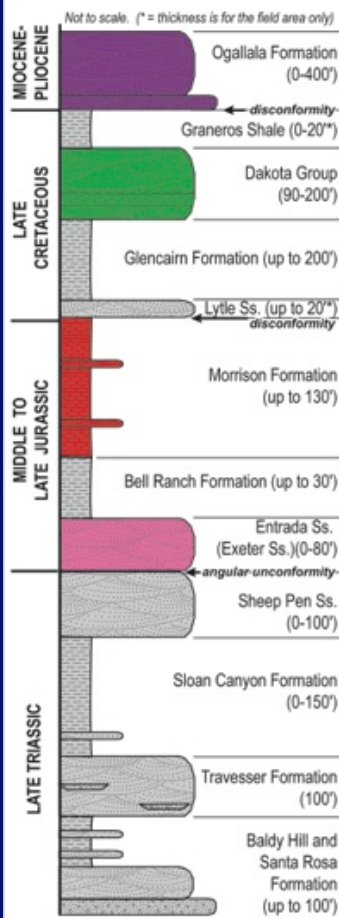 Not to scale. (* = thickness is for the field area only)
MIOCENE-
PLIOCENE
Ogallala Formation
(0-400')
disconformity
LATE
CRETACEOUS
Graneros Shale (0-20'*)
Dakota Group
(90-200')
Glencairn Formation (up to 200')
Lytle Ss. (up to 20'*)
disconformity
MIDDLE TO
LATE JURASSIC
Morrison Formation
(up to 130')
Bell Ranch Formation (up to 30')
Entrada Ss.
(Exeter Ss.)(0-80')
angular unconformity
LATE TRIASSIC
Sheep Pen Ss.
(0-100')
Sloan Canyon Formation
(0-150')
Travesser Formation
(100')
Baldy Hill and
Santa Rosa
Formation
(up to 100')